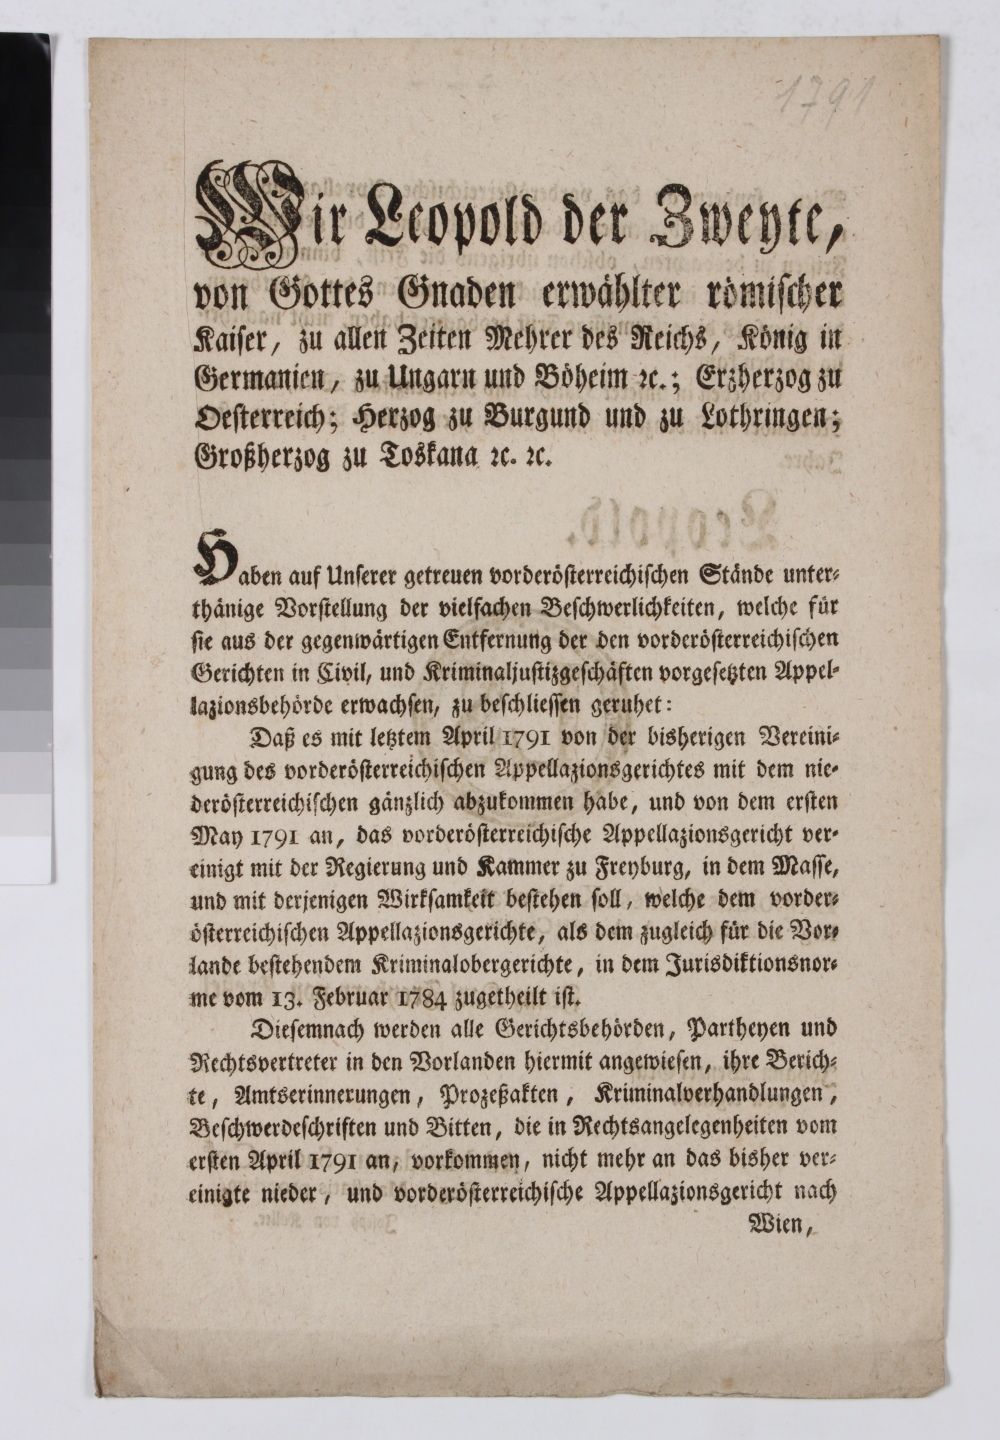 1791
Wir Leopold der Zweyte,
von Gottes Gnaden erwählter römischer
Kaiser, zu allen Zeiten Mehrer des Reichs, König in
Germanien, zu Ungarn und Böheim ꝛc.; Erzherzog zu
Oesterreich; Herzog zu Burgund und zu Lothringen;
Großherzog zu Toskana ꝛc. ꝛc.
Haben auf Unserer getreuen vorderösterreichischen Stände unter-
thänige Vorstellung der vielfachen Beschwerlichkeiten, welche für
sie aus der gegenwärtigen Entfernung der den vorderösterreichischen
Gerichten in Civil, und Kriminaljustizgeschäften vorgesetzten Appel-
lazionsbehörde erwachsen, zu beschliessen geruhet:
Daß es mit letztem April 1791 von der bisherigen Vereini-
gung des vorderösterreichischen Appellazionsgerichtes mit dem nie-
derösterreichischen gänzlich abzukommen habe, und von dem ersten
May 1791 an, das vorderösterreichische Appellazionsgericht ver-
einigt mit der Regierung und Kammer zu Freyburg, in dem Masse,
und mit derjenigen Wirksamkeit bestehen soll, welche dem vorder-
österreichischen Appellazionsgerichte, als dem zugleich für die Vor-
lande bestehendem Kriminalobergerichte, in dem Jurisdiktionsnor-
me vom 13. Februar 1784 zugetheilt ist.
Diesemnach werden alle Gerichtsbehörden, Partheyen und
Rechtsvertreter in den Vorlanden hiermit angewiesen, ihre Berich-
te, Amtserinnerungen, Prozeßakten, Kriminalverhandlungen,
Beschwerdeschriften und Bitten, die in Rechtsangelegenheiten vom
ersten April 1791 an, vorkommen, nicht mehr an das bisher ver-
einigte nieder, und vorderösterreichische Appellazionsgericht nach
Wien,